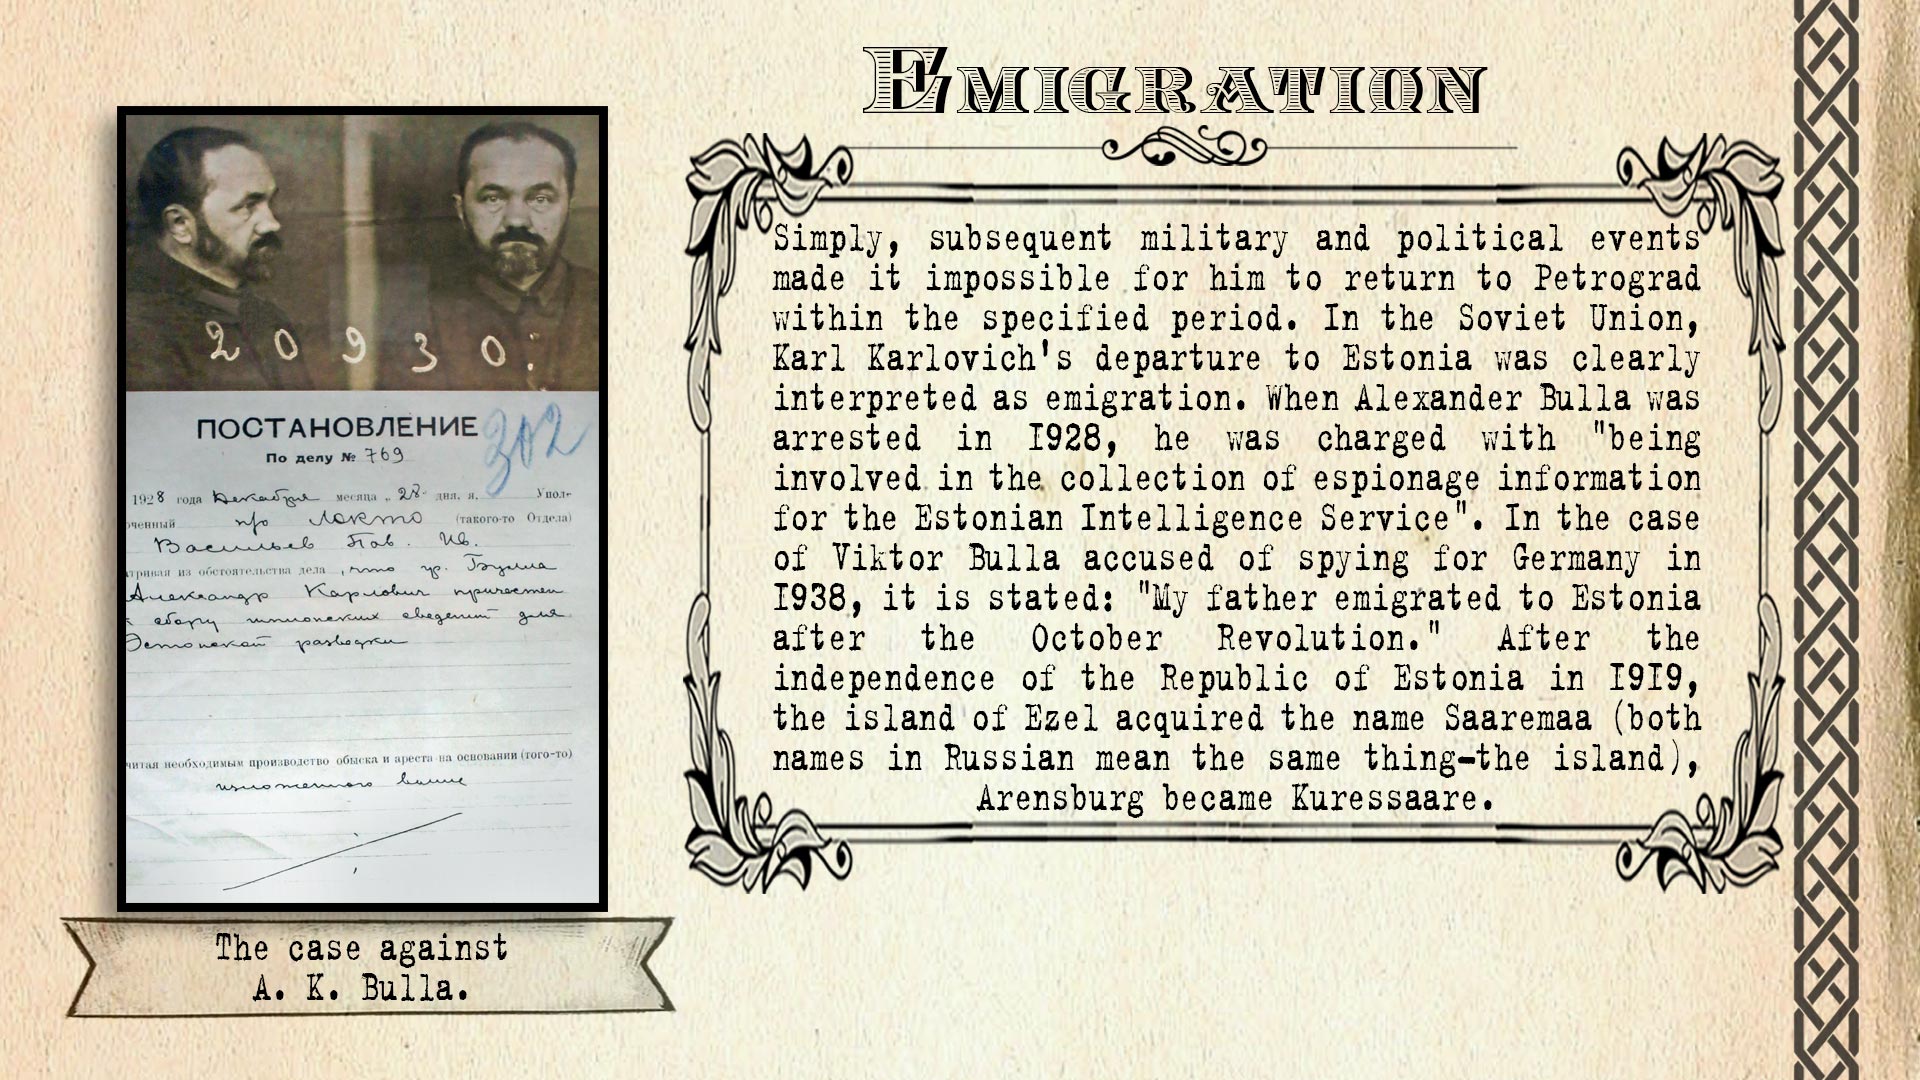 Emigration
Simply, subsequent military and political events
made it impossible for him to return to Petrograd
within the specified period. In the Soviet Union,
Karl Karlovich's departure to Estonia was clearly
interpreted as emigration. When Alexander Bulla was
arrested in 1928, he was charged with "being
involved in the collection of espionage information
for the Estonian Intelligence Service". In the case
of Viktor Bulla accused of spying for Germany in
1938, it is stated: "My father emigrated to Estonia
after the October Revolution." After the
independence of the Republic of Estonia in 1919,
the island of Ezel acquired the name Saaremaa (both
names in Russian mean the same thing-the island),
Arensburg became Kuressaare.
2 0 9 3 0
ПОСТАНОВЛЕНИЕ 302
По делу № 769
1928 года Декабря месяца „28" дня, я, Упол-
(такого-то Отдела)
Васильев Пав. Ив.
из обстоятельства дела, что гр. Булла
Александр Карлович причастен
к сбору шпионских сведений для
Эстонской разведки
читая необходимым производство обыска и ареста на основании (того-то)
изложенного выше
The case against
A. K. Bulla.